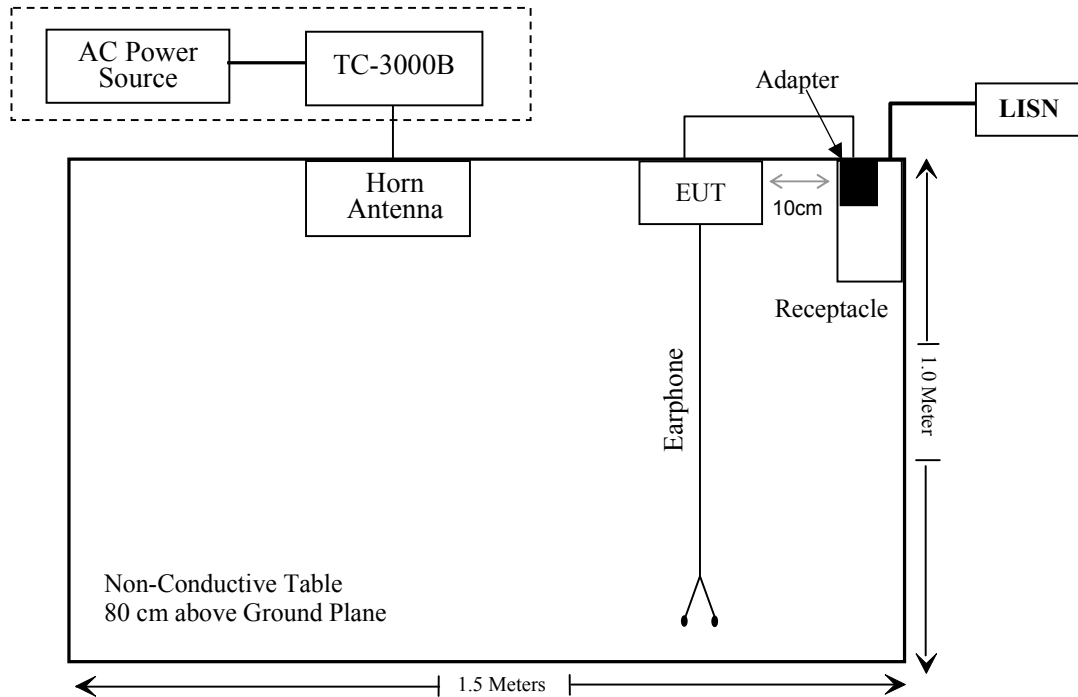 AC Power
Source
TC-3000B
Adapter
LISN
Horn
Antenna
EUT
10cm
Receptacle
Earphone
1.0 Meter
Non-Conductive Table
80 cm above Ground Plane
1.5 Meters